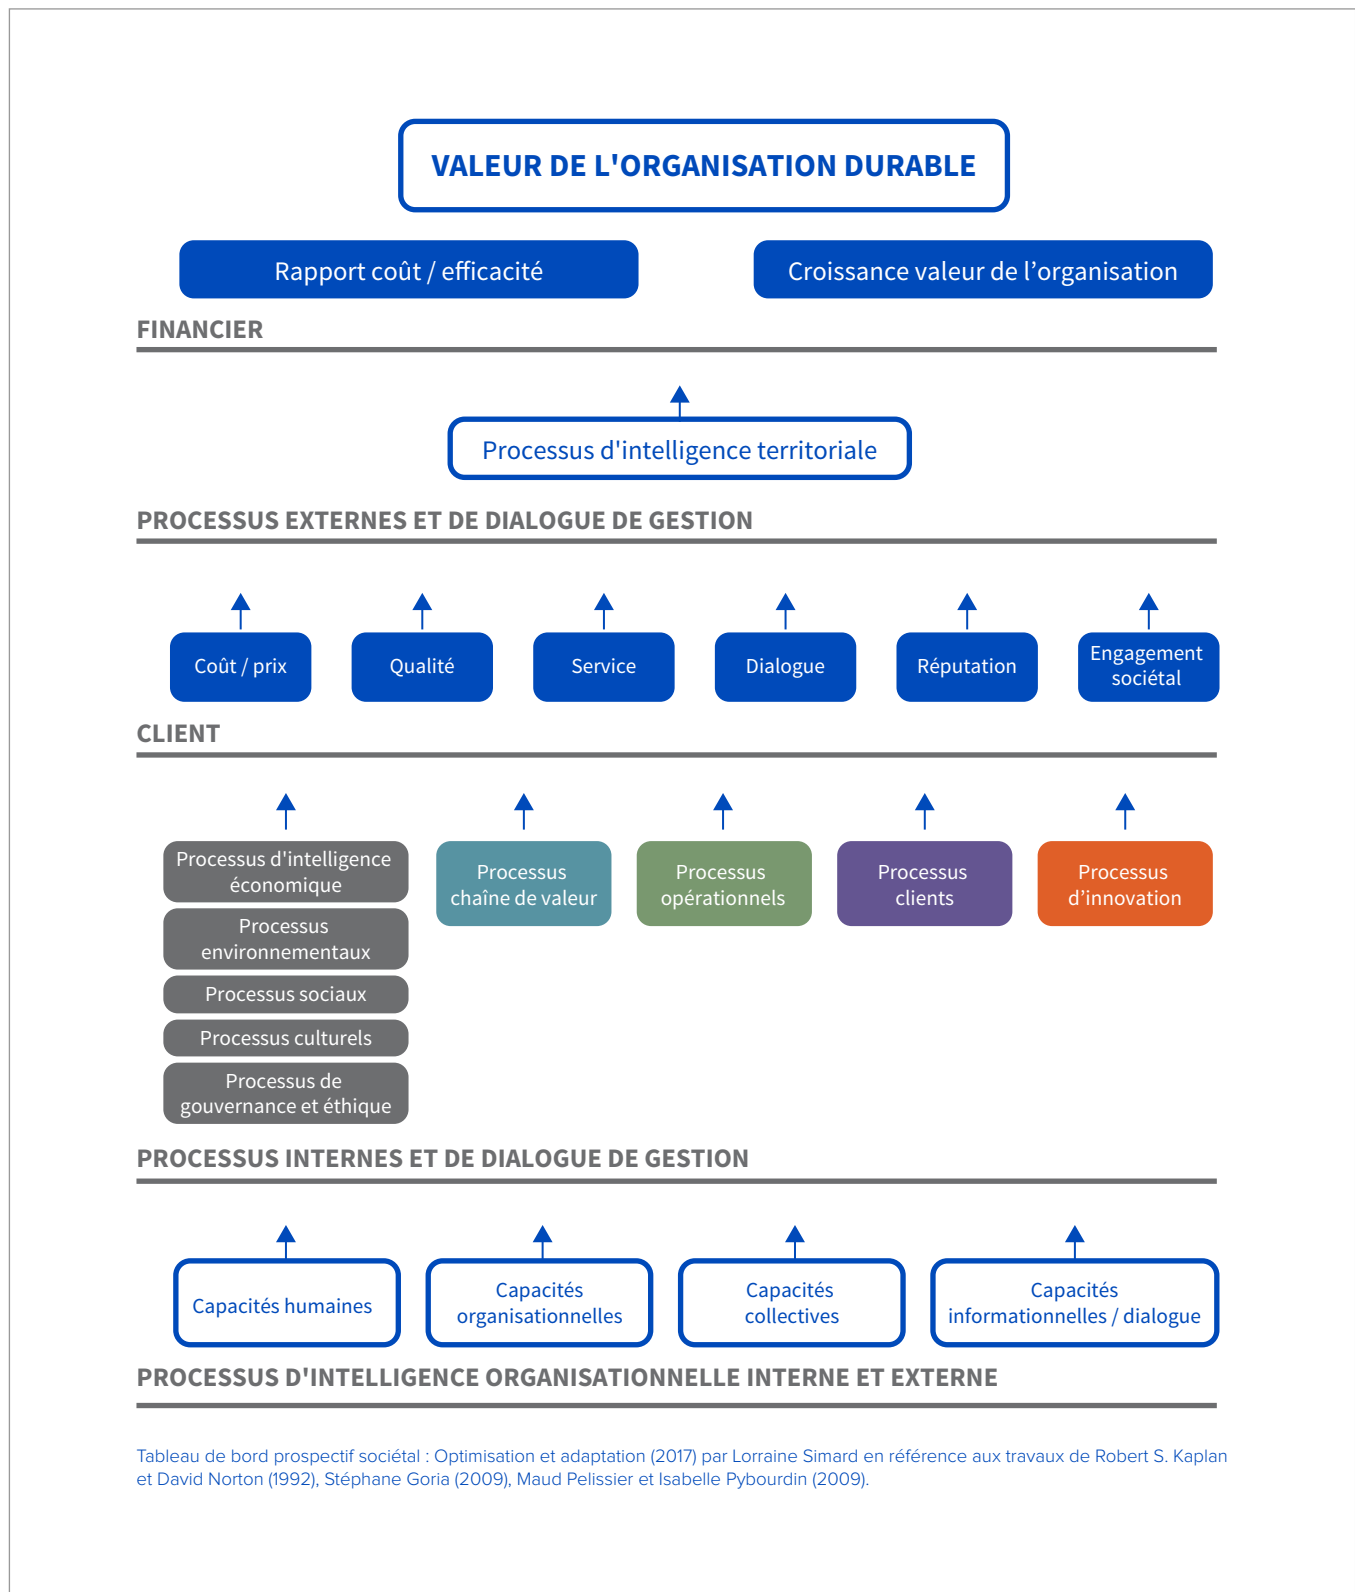 VALEUR DE L'ORGANISATION DURABLE
Rapport coût / efficacité
Croissance valeur de l’organisation
FINANCIER
Processus d'intelligence territoriale
PROCESSUS EXTERNES ET DE DIALOGUE DE GESTION
Coût / prix
Qualité
Service
Dialogue
Réputation
Engagement
sociétal
CLIENT
Processus d'intelligence
économique
Processus
environnementaux
Processus sociaux
Processus culturels
Processus de
gouvernance et éthique
Processus
chaîne de valeur
Processus
opérationnels
Processus
clients
Processus
d’innovation
PROCESSUS INTERNES ET DE DIALOGUE DE GESTION
Capacités humaines
Capacités
organisationnelles
Capacités
collectives
Capacités
informationnelles / dialogue
PROCESSUS D'INTELLIGENCE ORGANISATIONNELLE INTERNE ET EXTERNE
Tableau de bord prospectif sociétal : Optimisation et adaptation (2017) par Lorraine Simard en référence aux travaux de Robert S. Kaplan
et David Norton (1992), Stéphane Goria (2009), Maud Pelissier et Isabelle Pybourdin (2009).